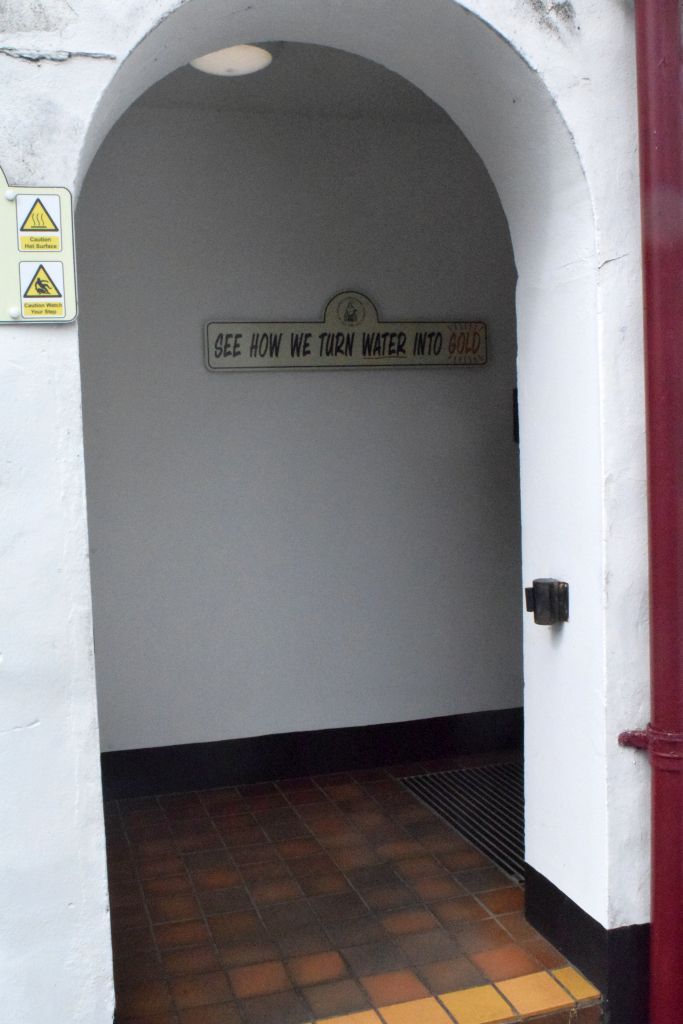 Caution
Hot Surface
Caution Watch
Your Step
SEE HOW WE TURN WATER INTO GOLD